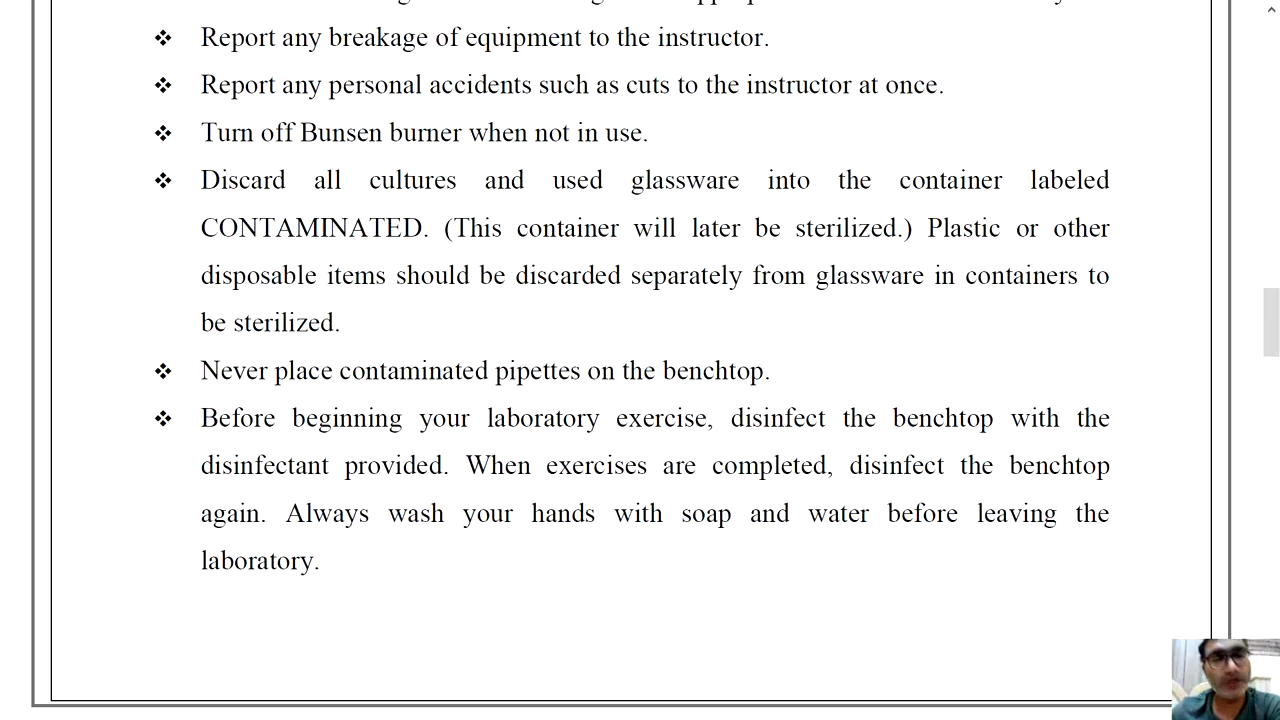 ❖ Report any breakage of equipment to the instructor.
❖ Report any personal accidents such as cuts to the instructor at once.
❖ Turn off Bunsen burner when not in use.
❖ Discard all cultures and used glassware into the container labeled
CONTAMINATED. (This container will later be sterilized.) Plastic or other
disposable items should be discarded separately from glassware in containers to
be sterilized.
❖ Never place contaminated pipettes on the benchtop.
❖ Before beginning your laboratory exercise, disinfect the benchtop with the
disinfectant provided. When exercises are completed, disinfect the benchtop
again. Always wash your hands with soap and water before leaving the
laboratory.